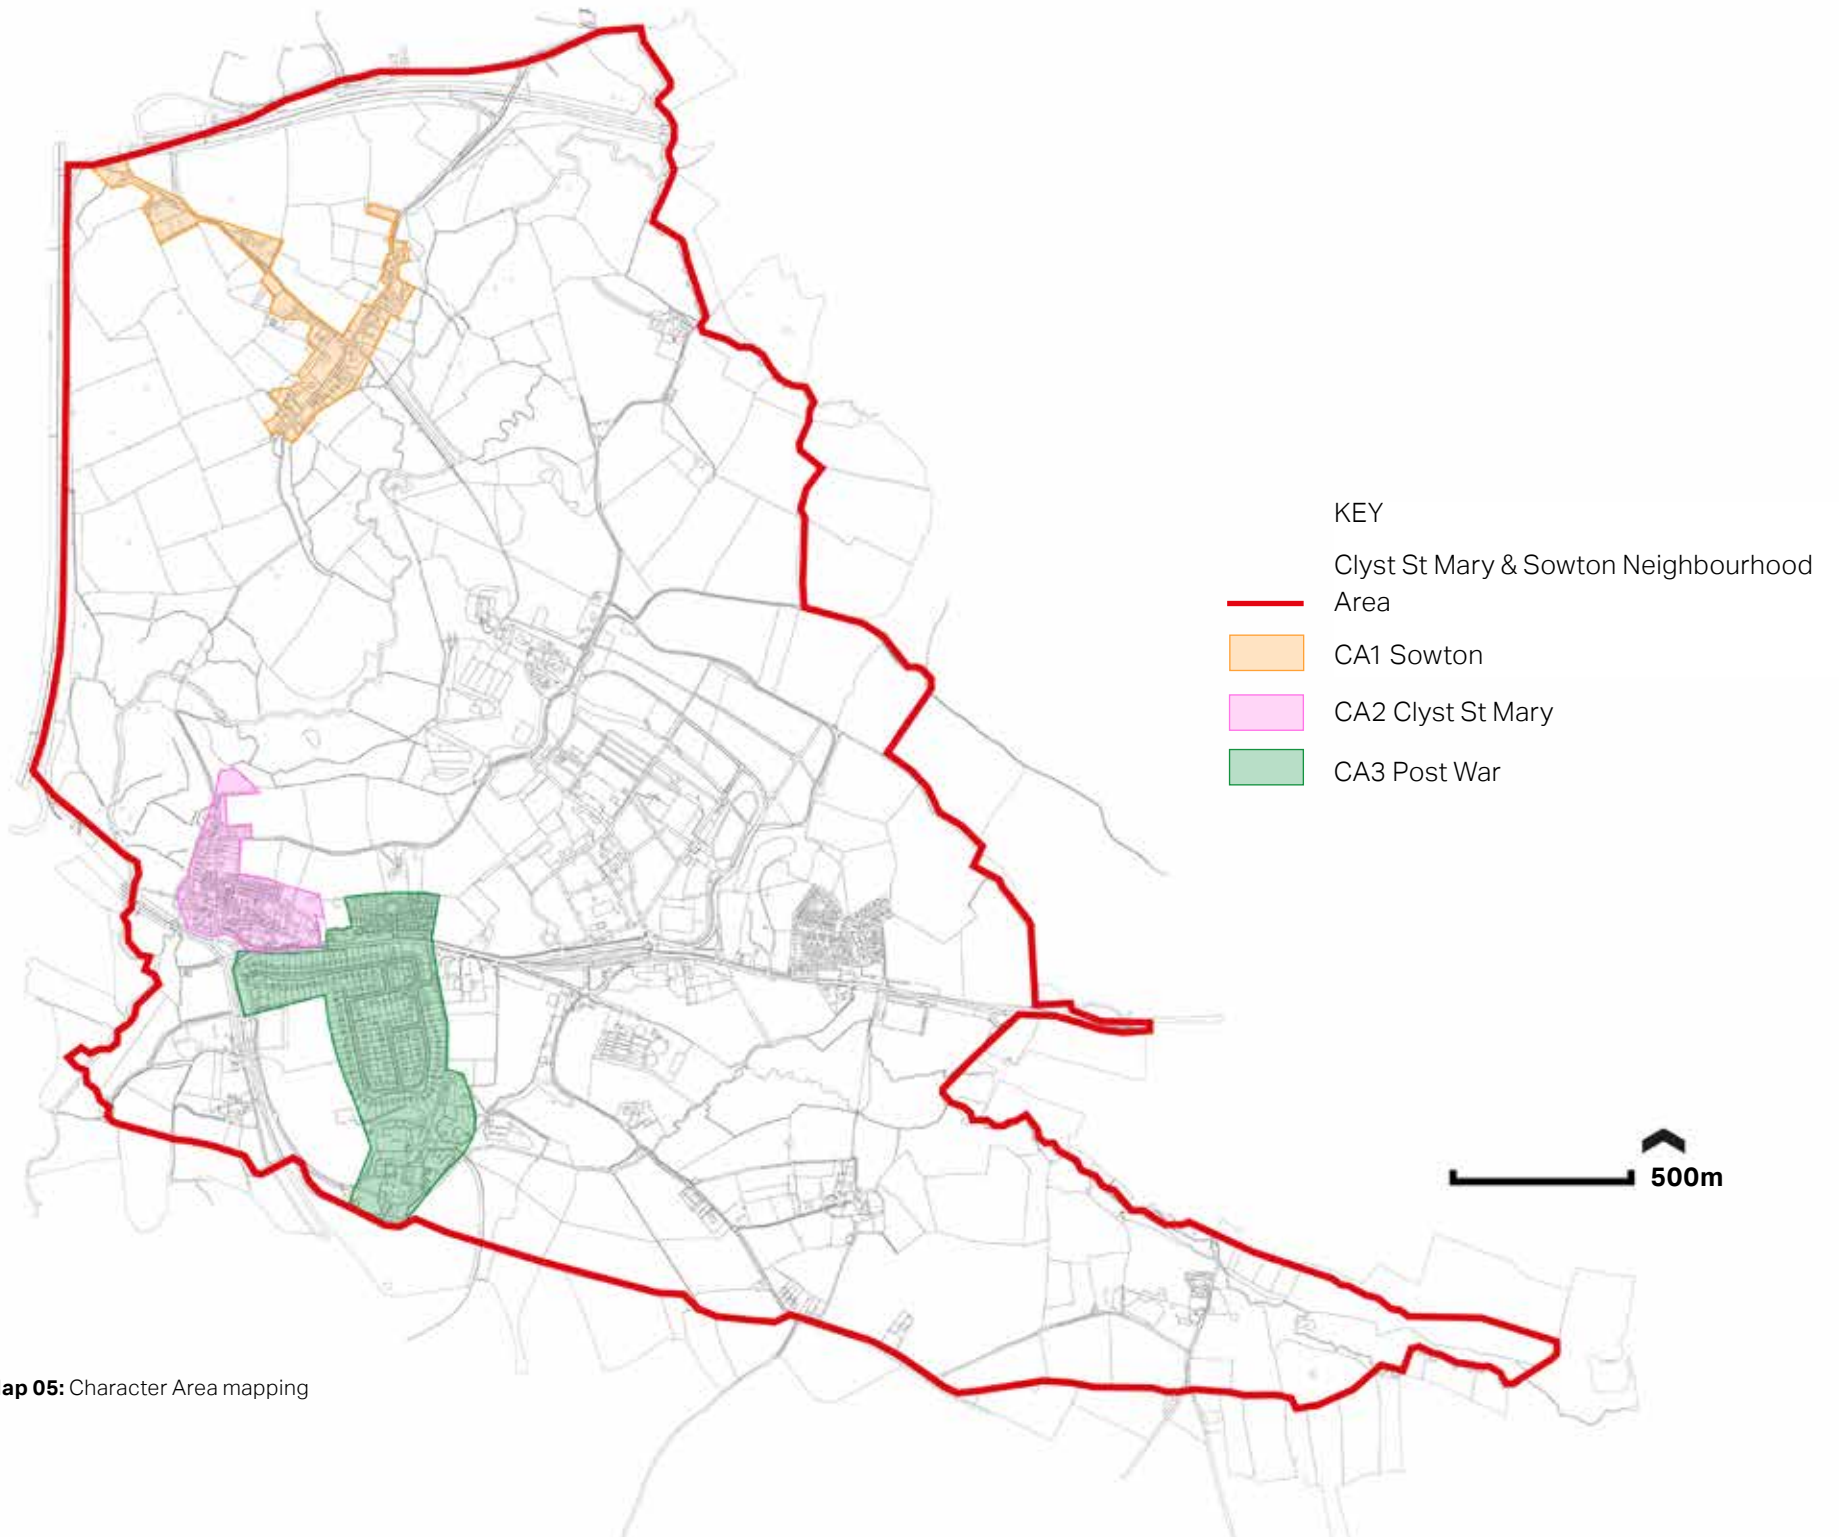 KEY
Clyst St Mary & Sowton Neighbourhood
Area
CA1 Sowton
CA2 Clyst St Mary
CA3 Post War
500m
ap 05: Character Area mapping